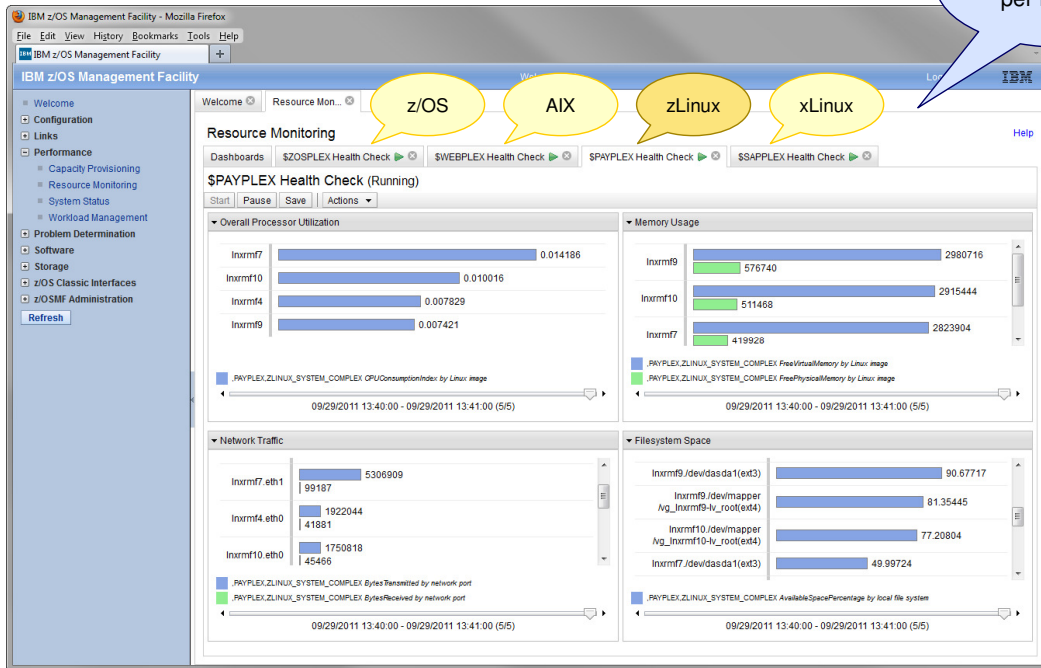 per
IBM z/OS Management Facility - Mozilla Firefox
File Edit View History Bookmarks Tools Help
IBM z/OS Management Facility +
IBM z/OS Management Facility IBM
Welcome
Configuration
Links
Performance
Capacity Provisioning
Resource Monitoring
System Status
Workload Management
Problem Determination
Software
Storage
z/OS Classic Interfaces
z/OSMF Administration
Refresh
Welcome Resource Mon...
z/OS AIX zLinux xLinux
Resource Monitoring Help
Dashboards $ZOSPLEX Health Check $WEBPLEX Health Check $PAYPLEX Health Check $SAPPLEX Health Check
$PAYPLEX Health Check (Running)
Start Pause Save Actions
Overall Processor Utilization
lnxrmf7 0.014186
lnxrmf10 0.010016
lnxrmf4 0.007829
lnxrmf9 0.007421
,PAYPLEX,ZLINUX_SYSTEM_COMPLEX CPUConsumptionIndex by Linux image
09/29/2011 13:40:00 - 09/29/2011 13:41:00 (5/5)
Memory Usage
lnxrmf9 2980716
576740
lnxrmf10 2915444
511468
lnxrmf7 2823904
419928
,PAYPLEX,ZLINUX_SYSTEM_COMPLEX FreeVirtualMemory by Linux image
,PAYPLEX,ZLINUX_SYSTEM_COMPLEX FreePhysicalMemory by Linux image
09/29/2011 13:40:00 - 09/29/2011 13:41:00 (5/5)
Network Traffic
lnxrmf7.eth1 5306909
99187
lnxrmf4.eth0 1922044
41881
lnxrmf10.eth0 1750818
45466
,PAYPLEX,ZLINUX_SYSTEM_COMPLEX BytesTransmitted by network port
,PAYPLEX,ZLINUX_SYSTEM_COMPLEX BytesReceived by network port
09/29/2011 13:40:00 - 09/29/2011 13:41:00 (5/5)
Filesystem Space
lnxrmf9./dev/dasda1(ext3) 90.67717
lnxrmf9./dev/mapper
/vg_lnxrmf9-lv_root(ext4) 81.35445
lnxrmf10./dev/mapper
/vg_lnxrmf10-lv_root(ext4) 77.20804
lnxrmf7./dev/dasda1(ext3) 49.99724
,PAYPLEX,ZLINUX_SYSTEM_COMPLEX AvailableSpacePercentage by local file system
09/29/2011 13:40:00 - 09/29/2011 13:41:00 (5/5)